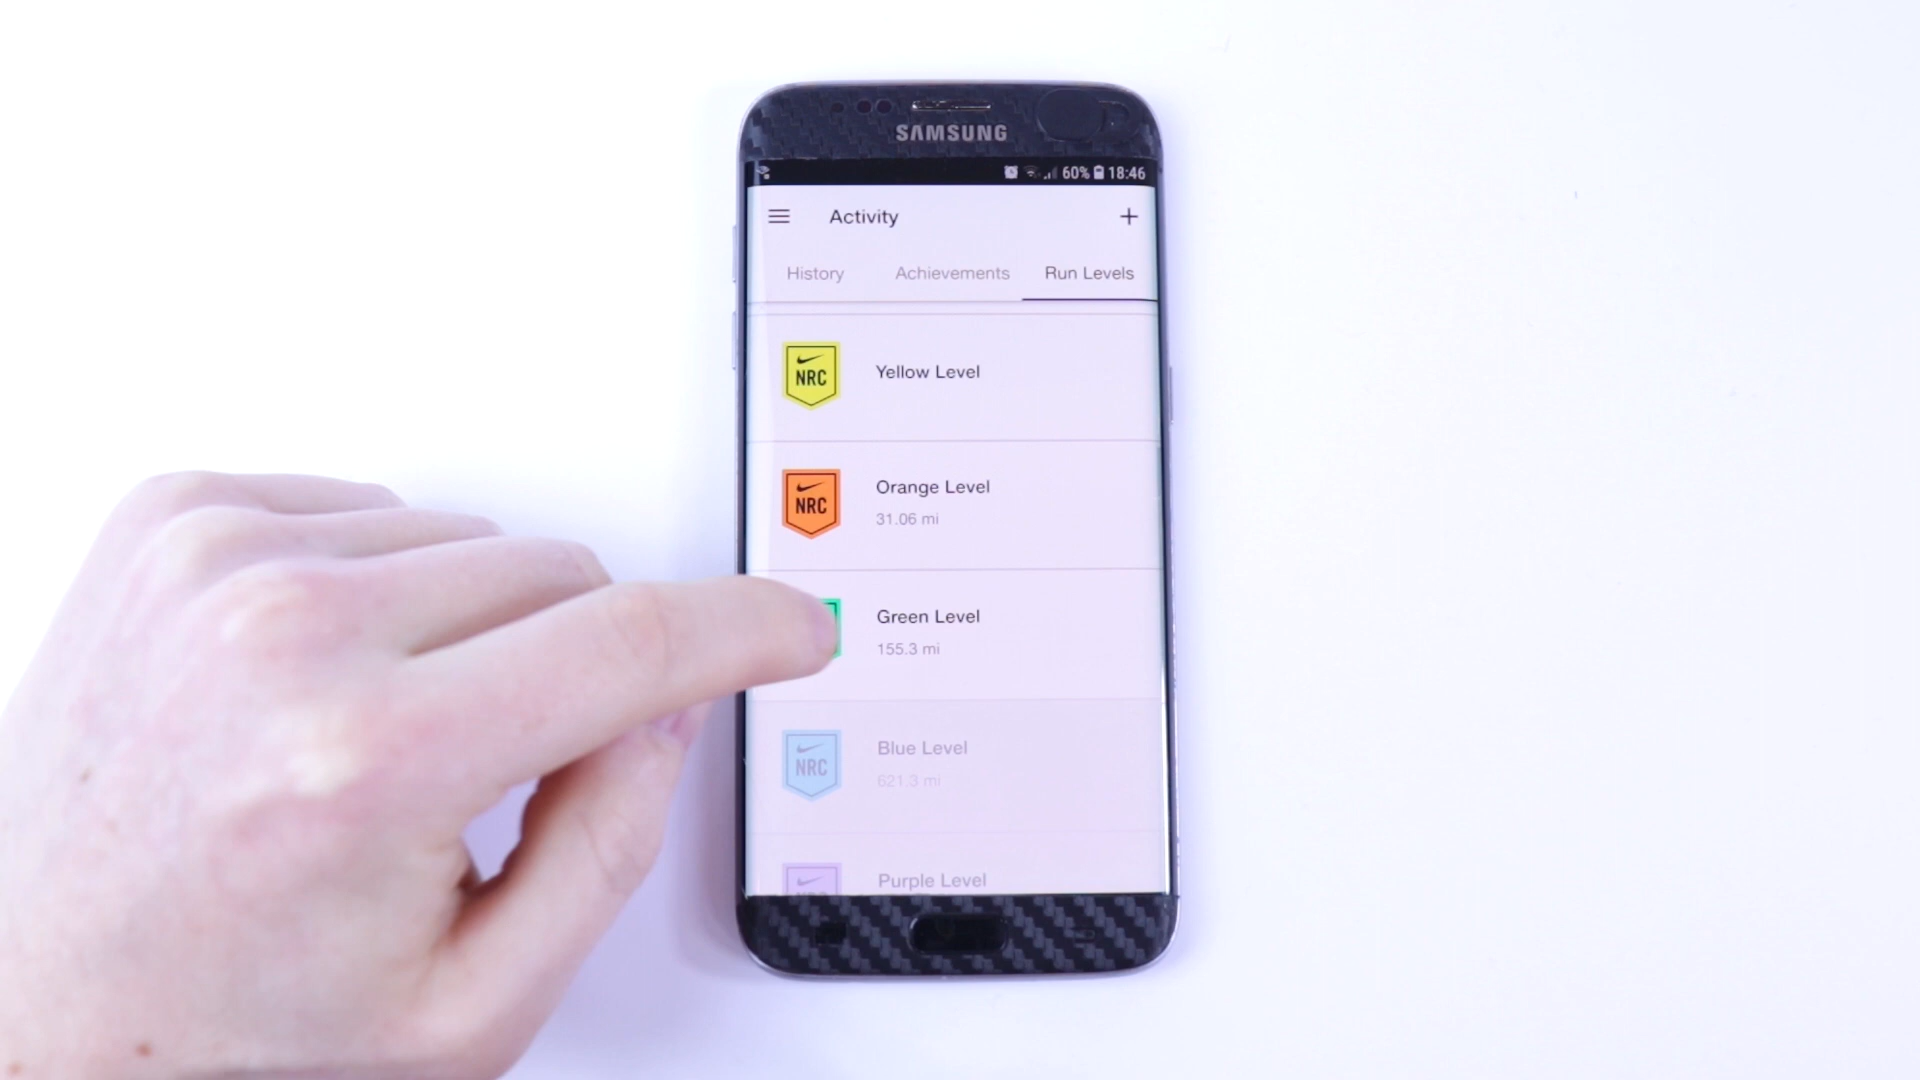 SAMSUNG
60% 18:46
Activity
History Achievements Run Levels
NRC
Yellow Level
NRC
Orange Level
31.06 mi
Green Level
155.3 mi
NRC
Blue Level
621.3 mi
NRC
Purple Level